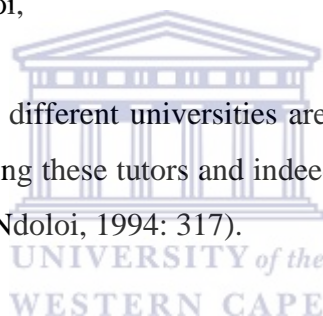 oi,
different universities are
ng these tutors and indee
Ndoloi, 1994: 317).
UNIVERSITY of the
WESTERN CAPE